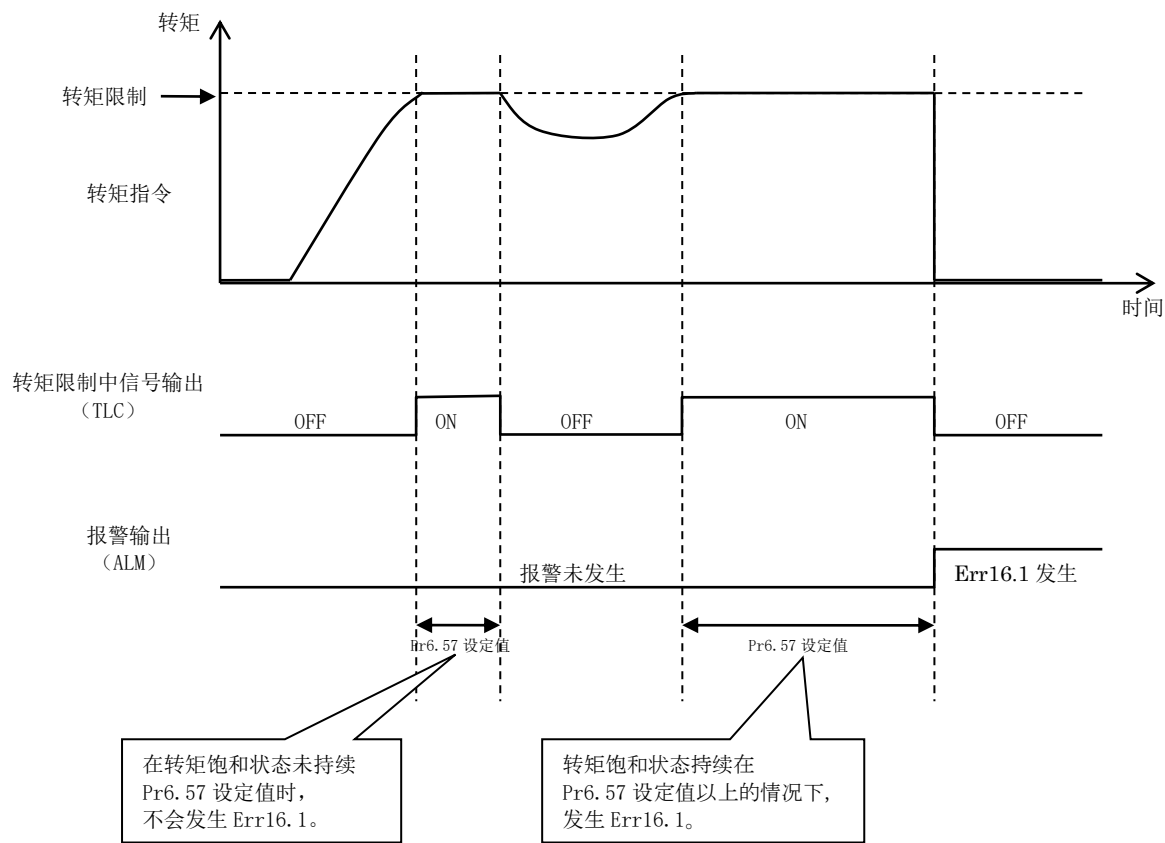 转矩
转矩限制
转矩指令
时间
转矩限制中信号输出
（TLC）
OFF
ON
OFF
ON
OFF
报警输出
（ALM）
报警未发生
Err16.1 发生
Pr6.57 设定值
Pr6.57 设定值
在转矩饱和状态未持续
Pr6.57 设定值时，
不会发生 Err16.1。
转矩饱和状态持续在
Pr6.57 设定值以上的情况下,
发生 Err16.1。